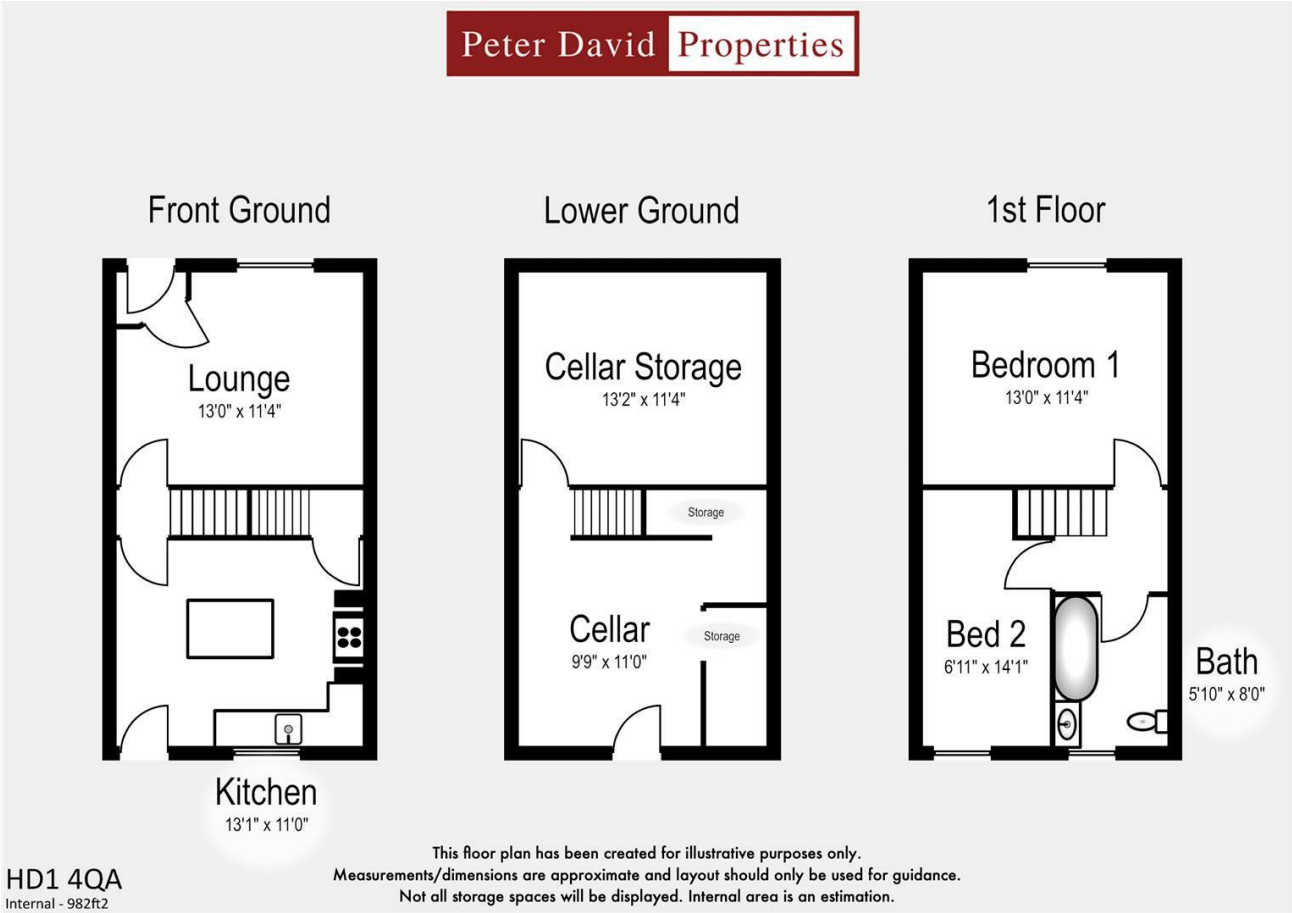 Peter David Properties
Front Ground
Lounge
13'0" x 11'4"
Kitchen
13'1" x 11'0"
Lower Ground
Cellar Storage
13'2" x 11'4"
Storage
Cellar
9'9" x 11'0"
Storage
1st Floor
Bedroom 1
13'0" x 11'4"
Bed 2
6'11" x 14'1"
Bath
5'10" x 8'0"
This floor plan has been created for illustrative purposes only.
Measurements/dimensions are approximate and layout should only be used for guidance.
Not all storage spaces will be displayed. Internal area is an estimation.
HD1 4QA
Internal - 982ft2